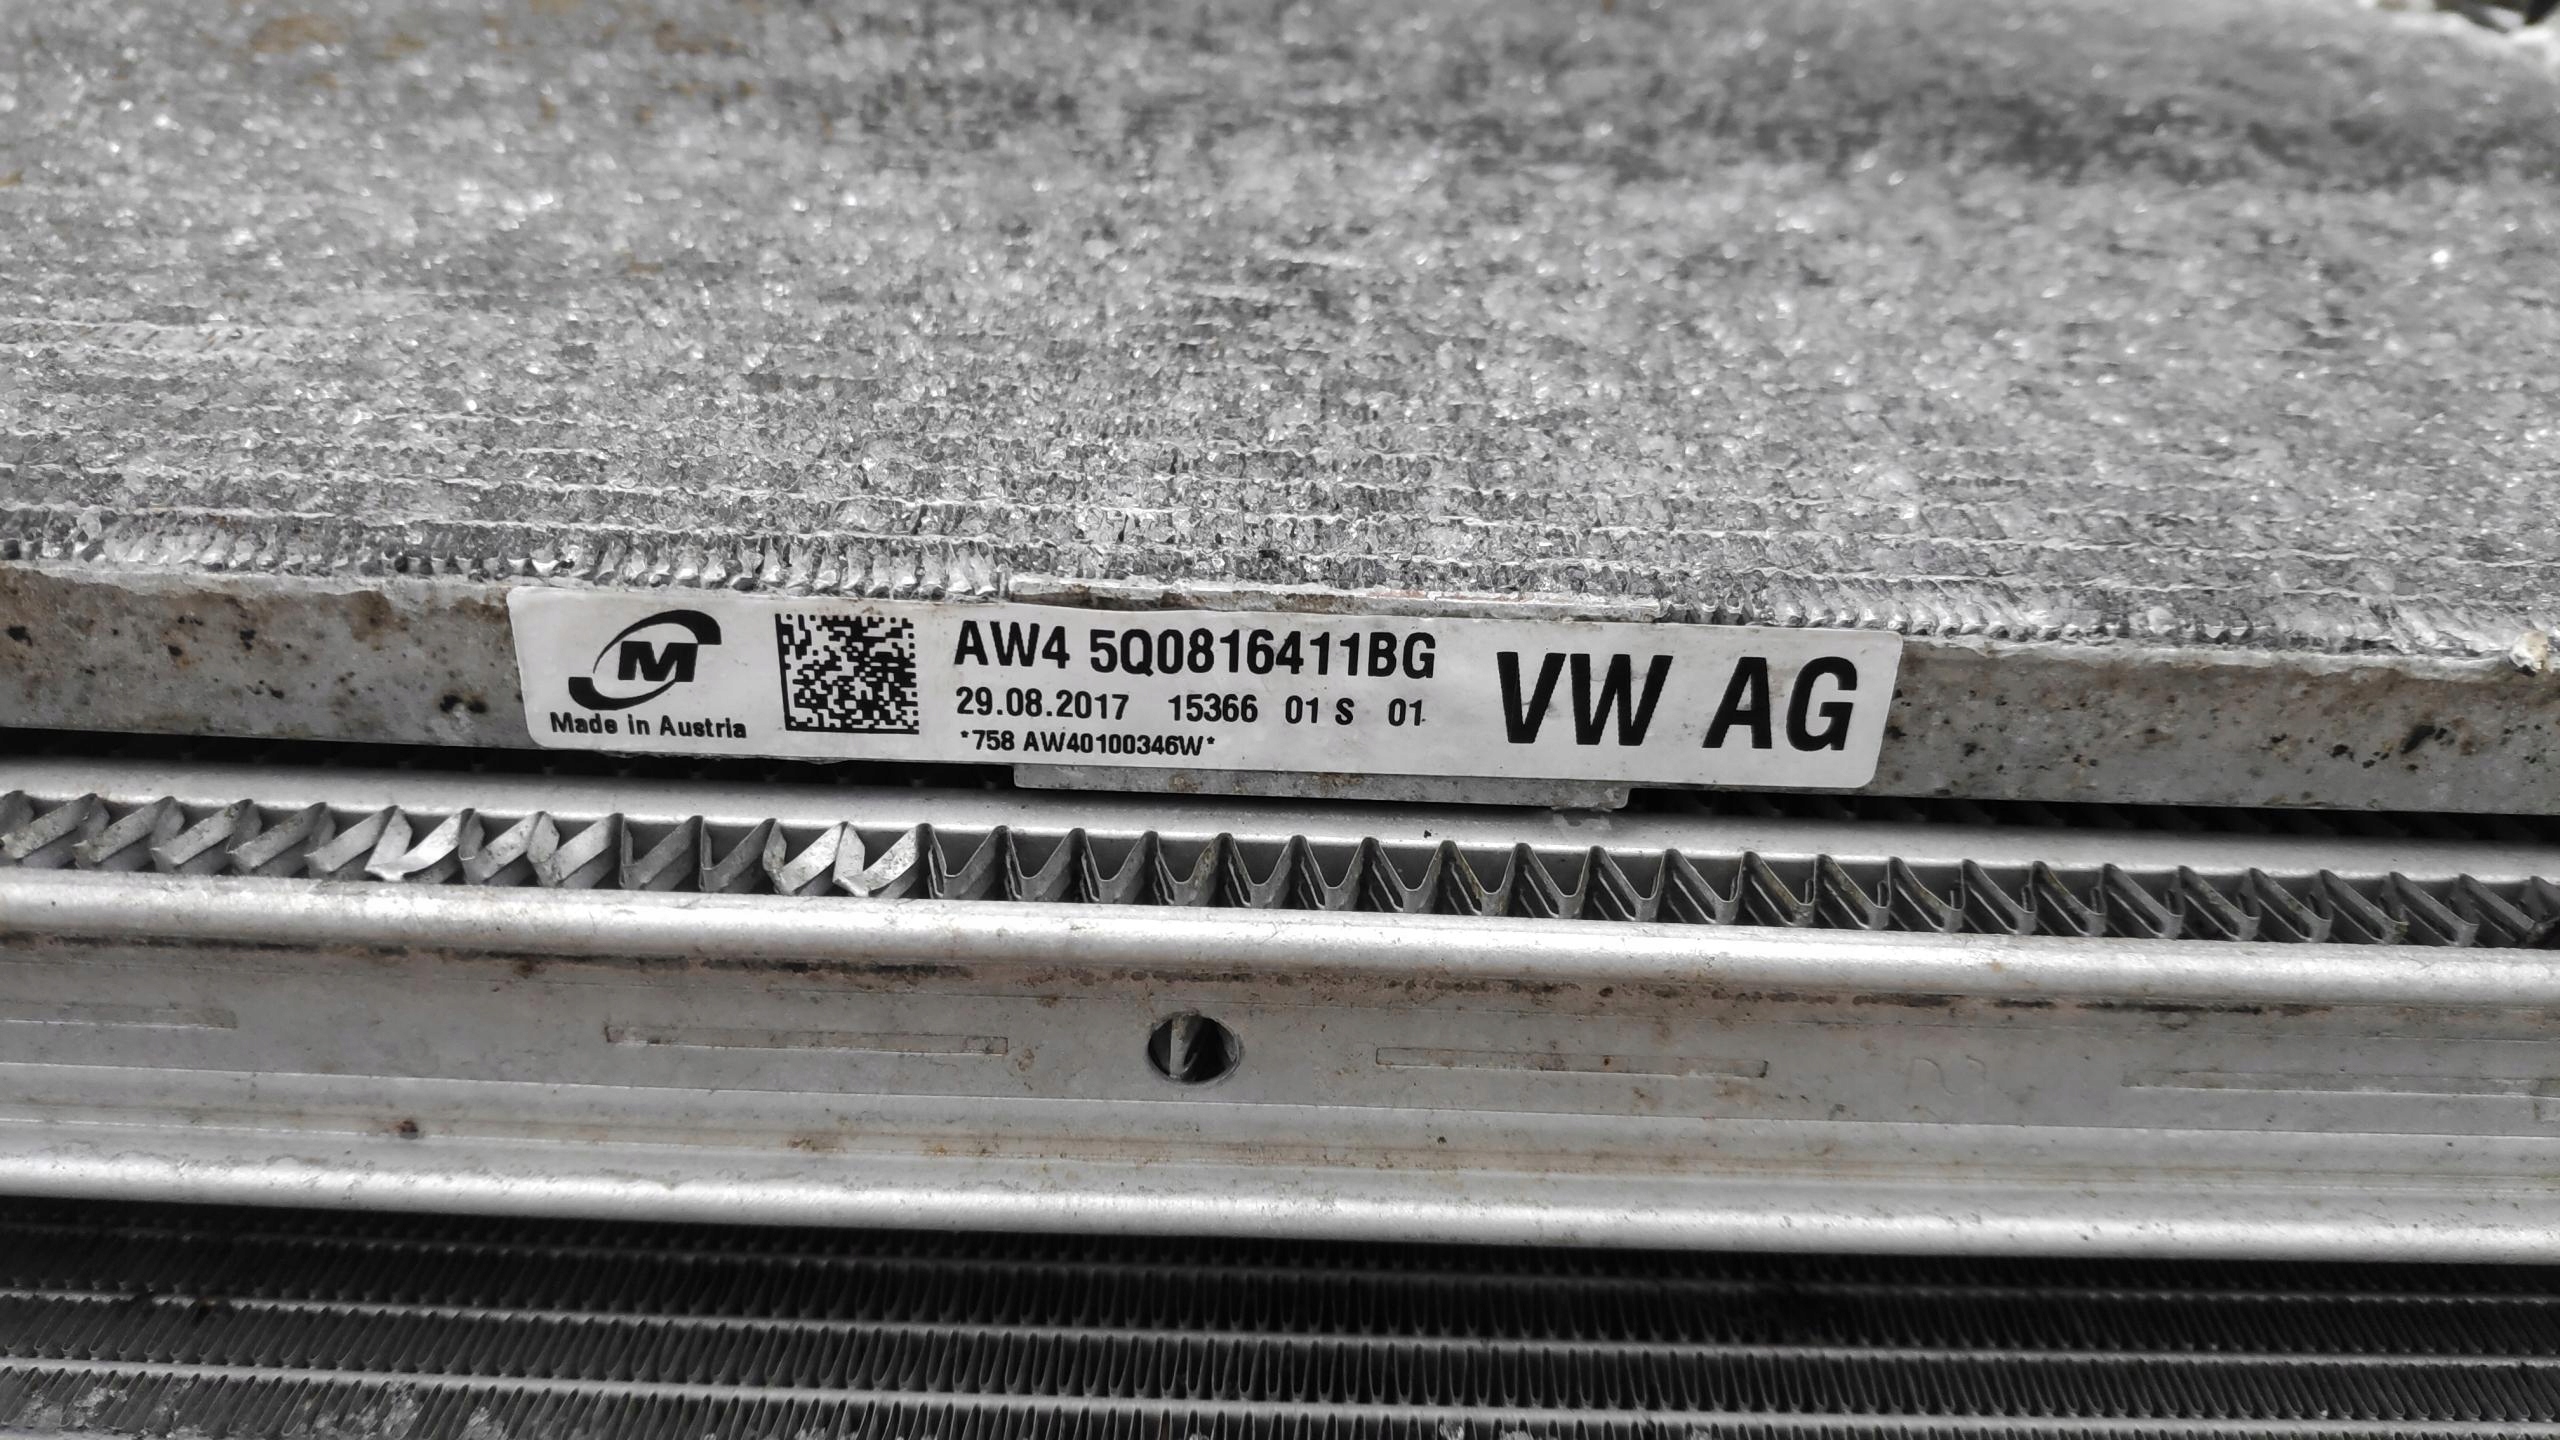 M
Made in Austria
AW4 5Q0816411BG
29.08.2017 15366 01 S 01
*758 AW40100346W*
VW AG